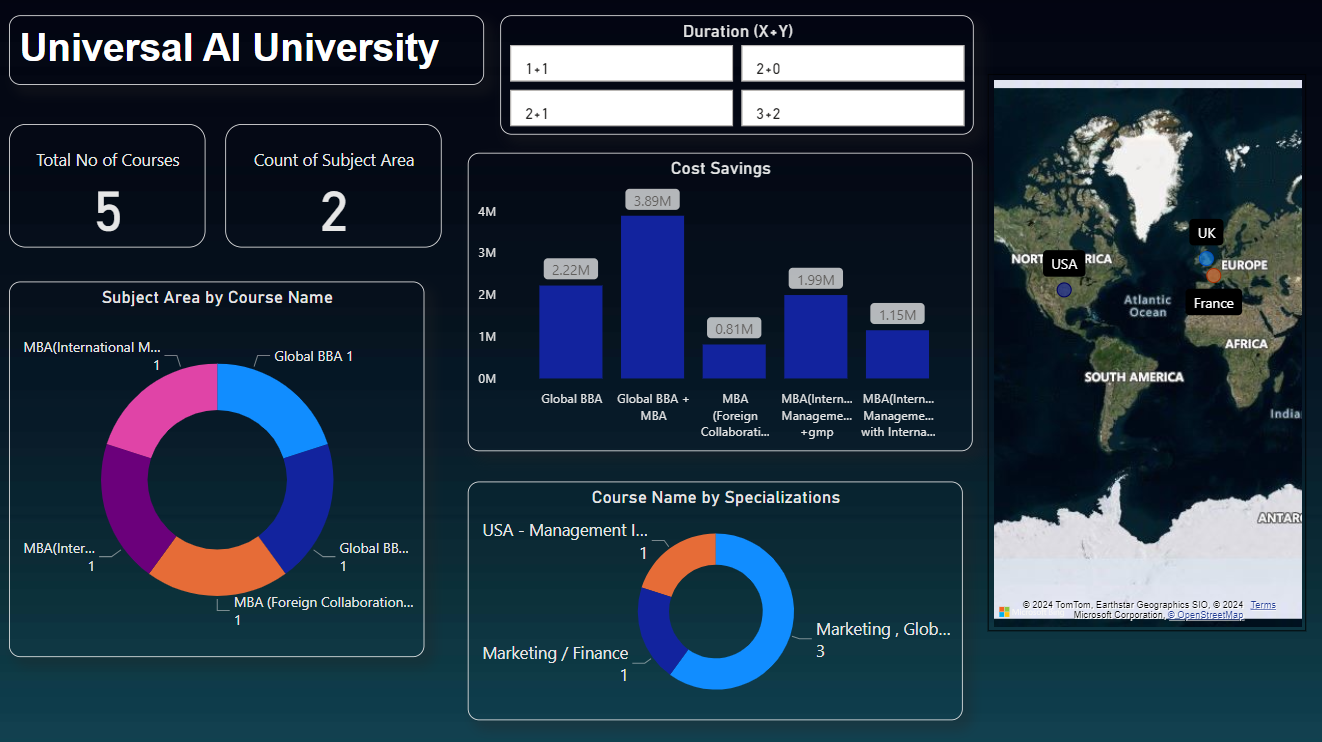 Universal AI University
Duration (X+Y)
1+1
2+0
2+1
3+2
Total No of Courses
5
Count of Subject Area
2
Cost Savings
4M
3M
2M
1M
0M
2.22M
3.89M
0.81M
1.99M
1.15M
Global BBA
Global BBA +
MBA
MBA
(Foreign
Collaborati...
MBA(Intern...
Manageme...
+gmp
MBA(Intern...
Manageme...
with Interna...
Subject Area by Course Name
MBA(International M...
1
Global BBA 1
MBA(Inter...
1
Global BB...
1
MBA (Foreign Collaboration...
1
Course Name by Specializations
USA - Management I...
1
Marketing / Finance
1
Marketing , Glob...
3
UK
USA
France
NORT
RICA
EUROPE
Atlantic
Ocean
AFRICA
SOUTH AMERICA
India
ANTAR
© 2024 TomTom, Earthstar Geographics SIO, © 2024 Terms
Microsoft Corporation, © OpenStreetMap